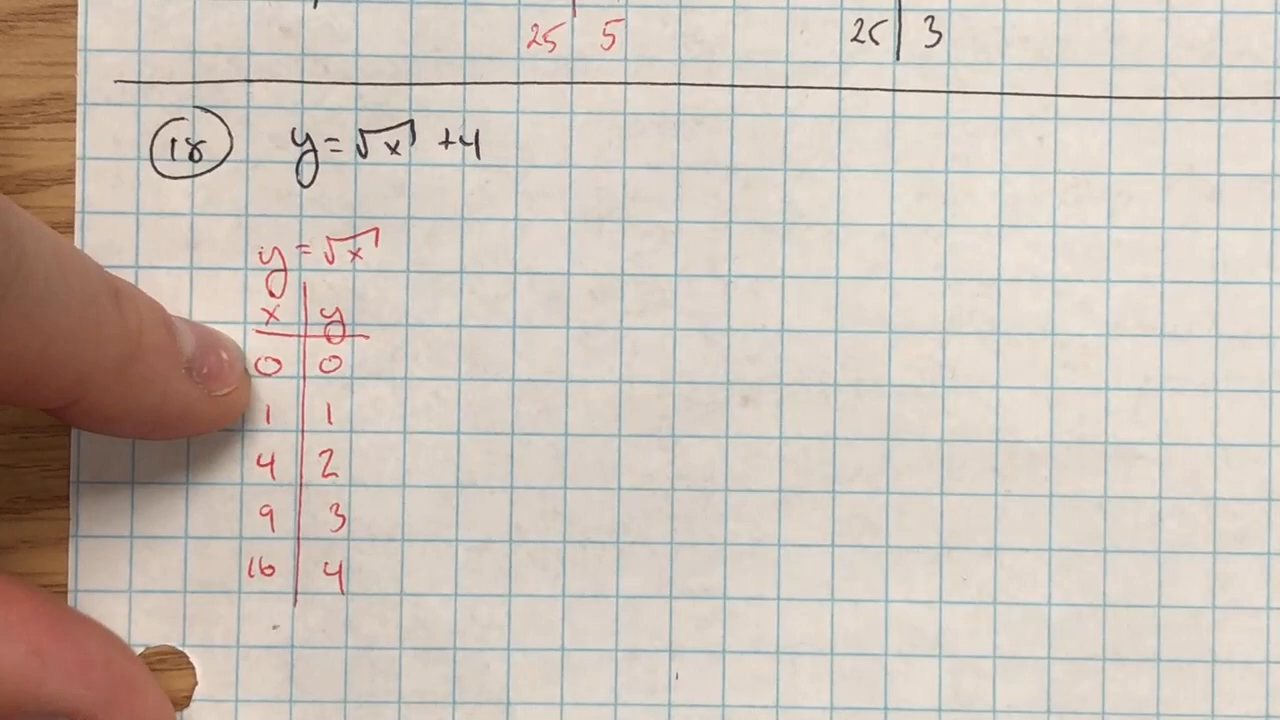 25 | 5 25 | 3
18 y = √x + 4
y = √x
x | y
0 | 0
1 | 1
4 | 2
9 | 3
16 | 4